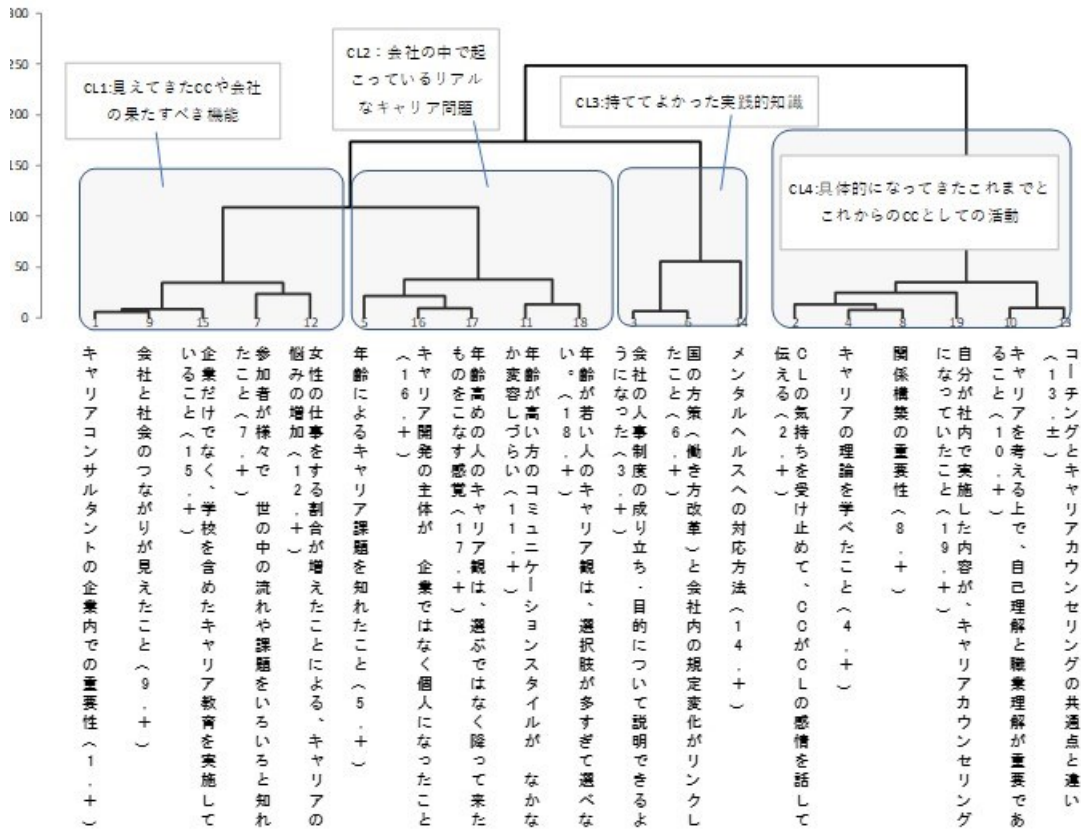 300
250
200
150
100
50
0
CL1:見えてきたCCや会社
の果たすべき機能
CL2：会社の中で起
こっているリアル
なキャリア問題
CL3:持ててよかった実践的知識
CL4:具体的になってきたこれまでと
これからのCCとしての活動
1 9 15 7 12 5 16 17 11 18 3 6 14 2 4 8 19 10 13
キャリアコンサルタントの企業内での重要性（1，＋）
会社と社会のつながりが見えたこと（9，＋）
企業だけでなく、学校を含めたキャリア教育を実施して
いること（15，＋）
参加者が様々で 世の中の流れや課題をいろいろと知れ
たこと（7，＋）
女性の仕事をする割合が増えたことによる、キャリアの
悩みの増加（12，＋）
年齢によるキャリア課題を知れたこと（5，＋）
キャリア開発の主体が 企業ではなく個人になったこと
（16，＋
年齢高めの人のキャリア観は、選ぶではなく降って来た
ものをこなす感覚（17，＋）
年齢が高い方のコミュニケーションスタイルが なかな
か変容しづらい（11，＋）
年齢が若い人のキャリア観は、選択肢が多すぎて選べな
い。（18，＋）
会社の人事制度の成り立ち・目的について説明できるよ
うになった（3，＋）
国の方策（働き方改革）と会社内の規定変化がリンクし
たこと（6，＋）
メンタルヘルスへの対応方法（14，＋）
CLの気持ちを受け止めて、CCがCLの感情を話して
伝える（2，＋）
キャリアの理論を学べたこと（4，＋）
関係構築の重要性（8，＋）
自分が社内で実施した内容が、キャリアカウンセリング
になっていたこと（19，＋）
キャリアを考える上で、自己理解と職業理解が重要であ
ること（10，＋）
コーチングとキャリアカウンセリングの共通点と違い
（13，±）